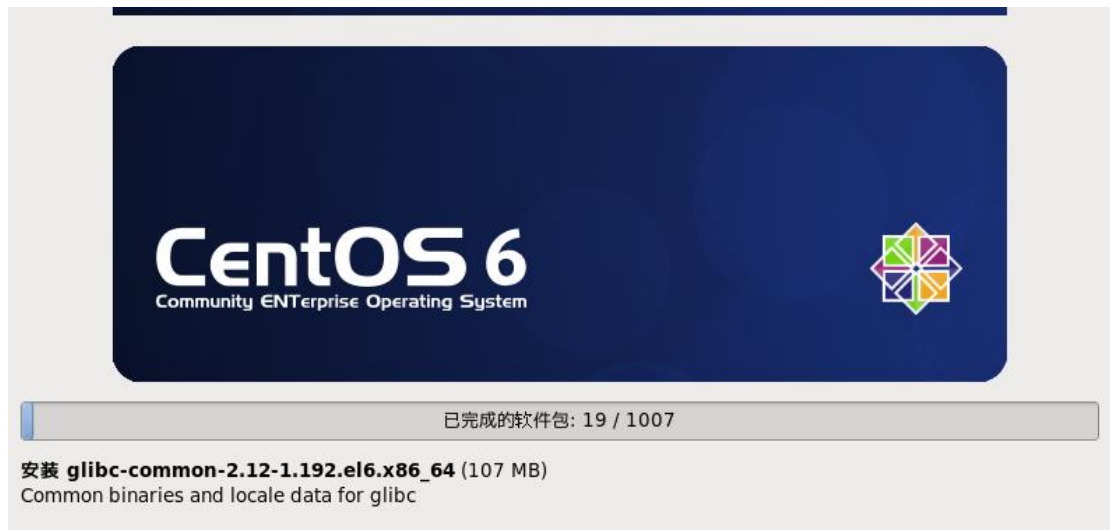 CentOS 6
Community ENTerprise Operating System
已完成的软件包: 19 / 1007
安装 glibc-common-2.12-1.192.el6.x86_64 (107 MB)
Common binaries and locale data for glibc